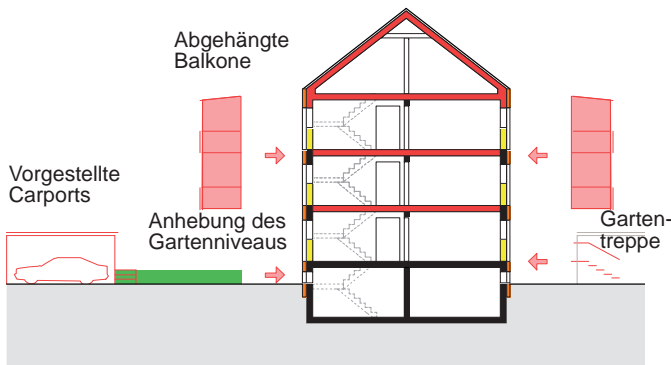 Abgehängte
Balkone
Vorgestellte
Carports
Anhebung des
Gartenniveaus
Garten-
treppe